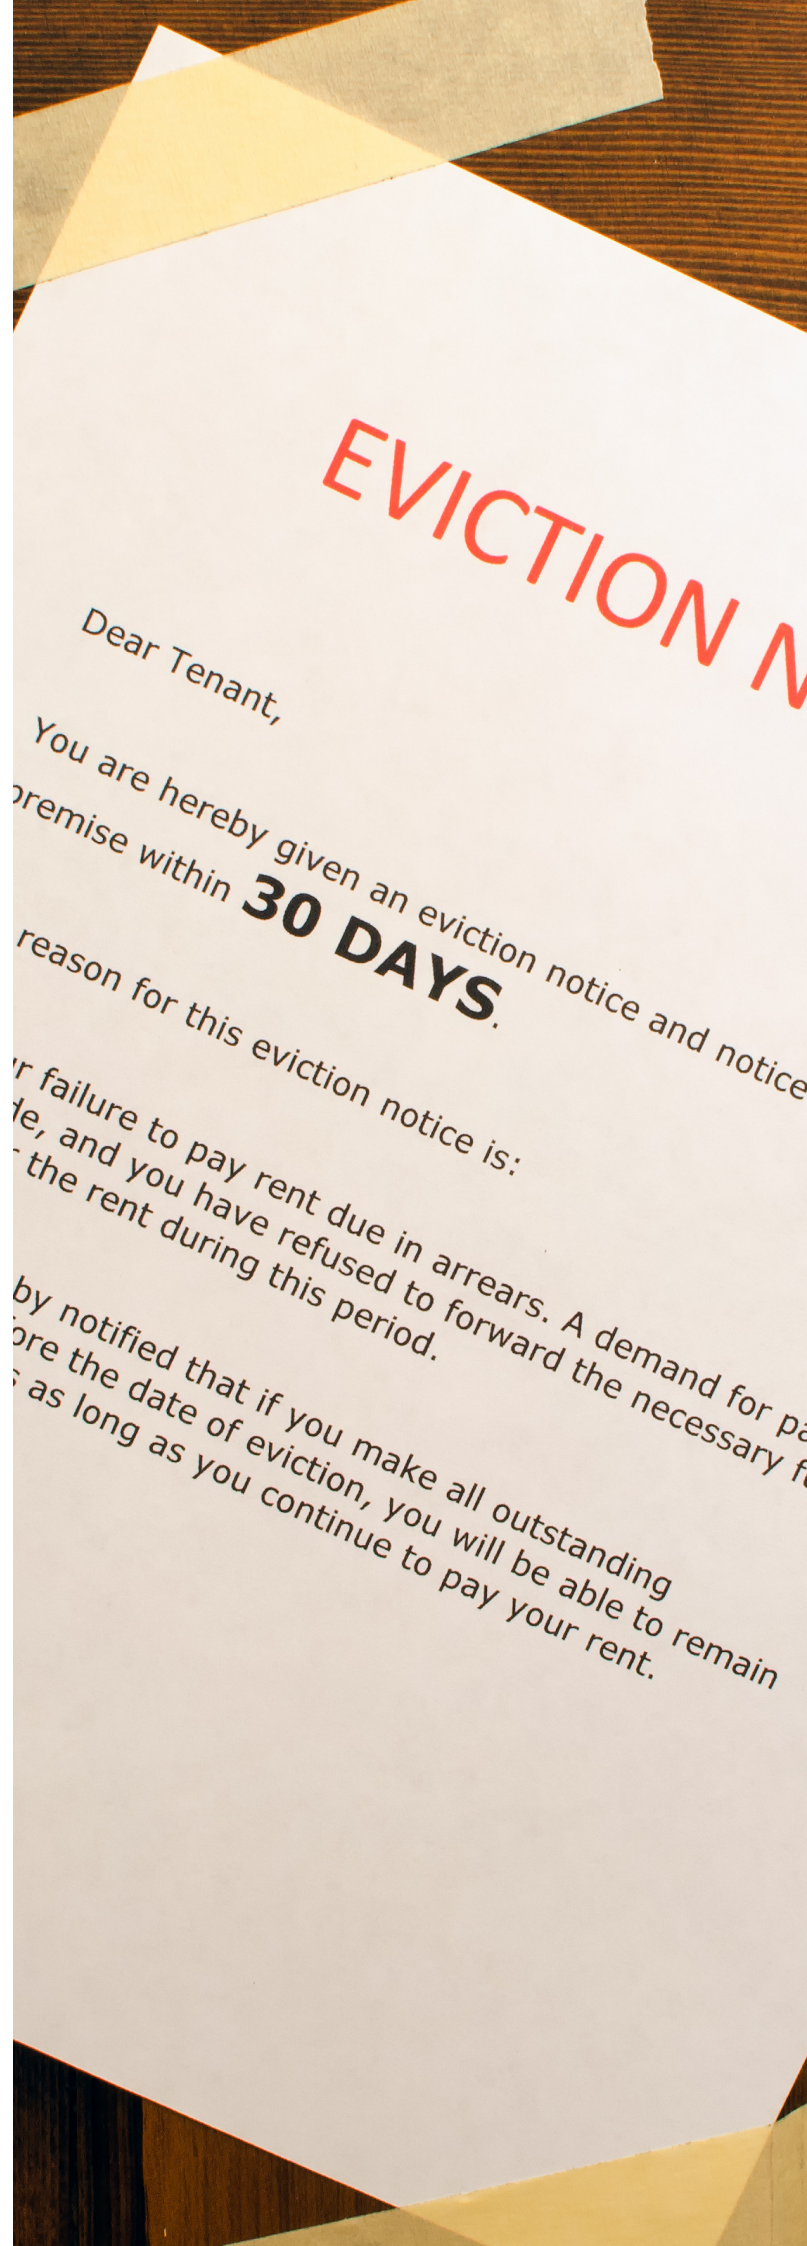 EVICTION N
Dear Tenant,
You are hereby given an eviction notice and notice
premise within 30 DAYS.
reason for this eviction notice is:
failure to pay rent due in arrears. A demand for
and you have refused to forward the necessary
the rent during this period.
by notified that if you make all outstanding
the date of eviction, you will be able to remain
as long as you continue to pay your rent.